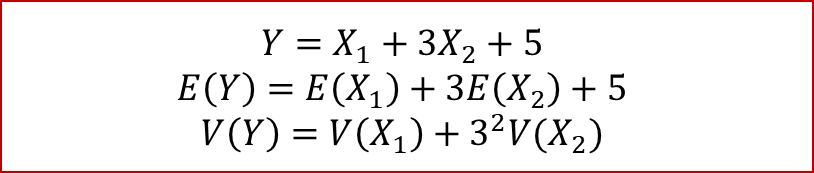 Y = X₁ + 3X₂ + 5
E(Y) = E(X₁) + 3E(X₂) + 5
V(Y) = V(X₁) + 3²V(X₂)